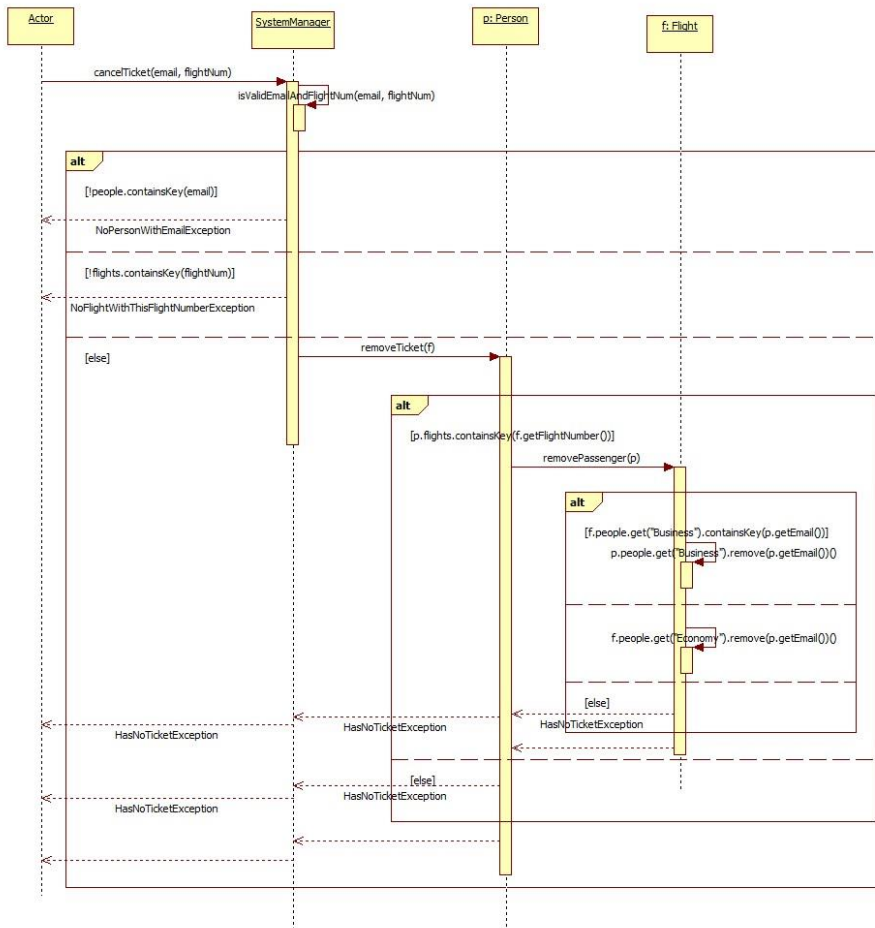 Actor
SystemManager
p: Person
f: Flight
cancelTicket(email, flightNum)
isValidEmailAndFlightNum(email, flightNum)
alt
[!people.containsKey(email)]
NoPersonWithEmailException
[!flights.containsKey(flightNum)]
NoFlightWithThisFlightNumberException
[else]
removeTicket(f)
alt
[p.flights.containsKey(f.getFlightNumber())]
removePassenger(p)
alt
[f.people.get("Business").containsKey(p.getEmail())]
p.people.get("Business").remove(p.getEmail())()
f.people.get("Economy").remove(p.getEmail())()
[else]
HasNoTicketException
HasNoTicketException
HasNoTicketException
[else]
HasNoTicketException
HasNoTicketException